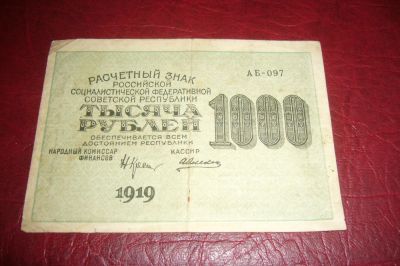 РАСЧЕТНЫЙ ЗНАК
РОССИЙСКОЙ
СОЦИАЛИСТИЧЕСКОЙ ФЕДЕРАТИВНОЙ
СОВЕТСКОЙ РЕСПУБЛИКИ
АБ-097
ТЫСЯЧА
РУБЛЕЙ
1000
ОБЕСПЕЧИВАЕТСЯ ВСЕМ
ДОСТОЯНИЕМ РЕСПУБЛИКИ
НАРОДНЫЙ КОМИССАР
ФИНАНСОВ
КАССИР
1919